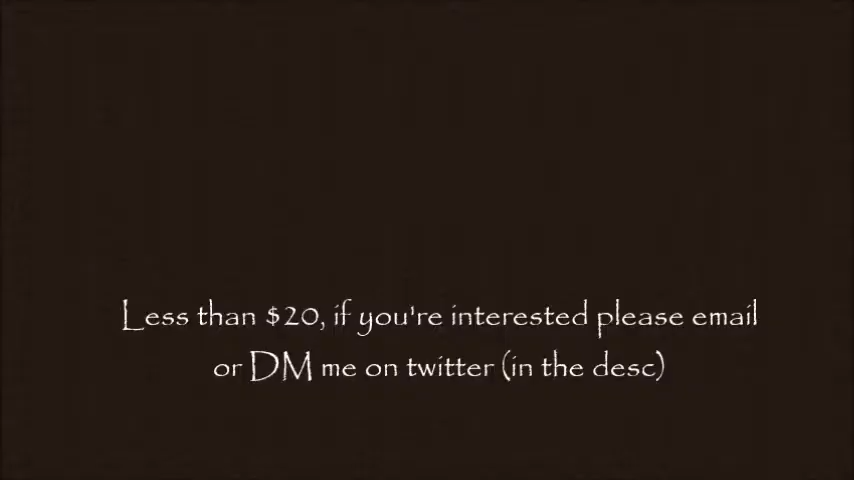 Less than $20, if you're interested please email
or DM me on twitter (in the desc)